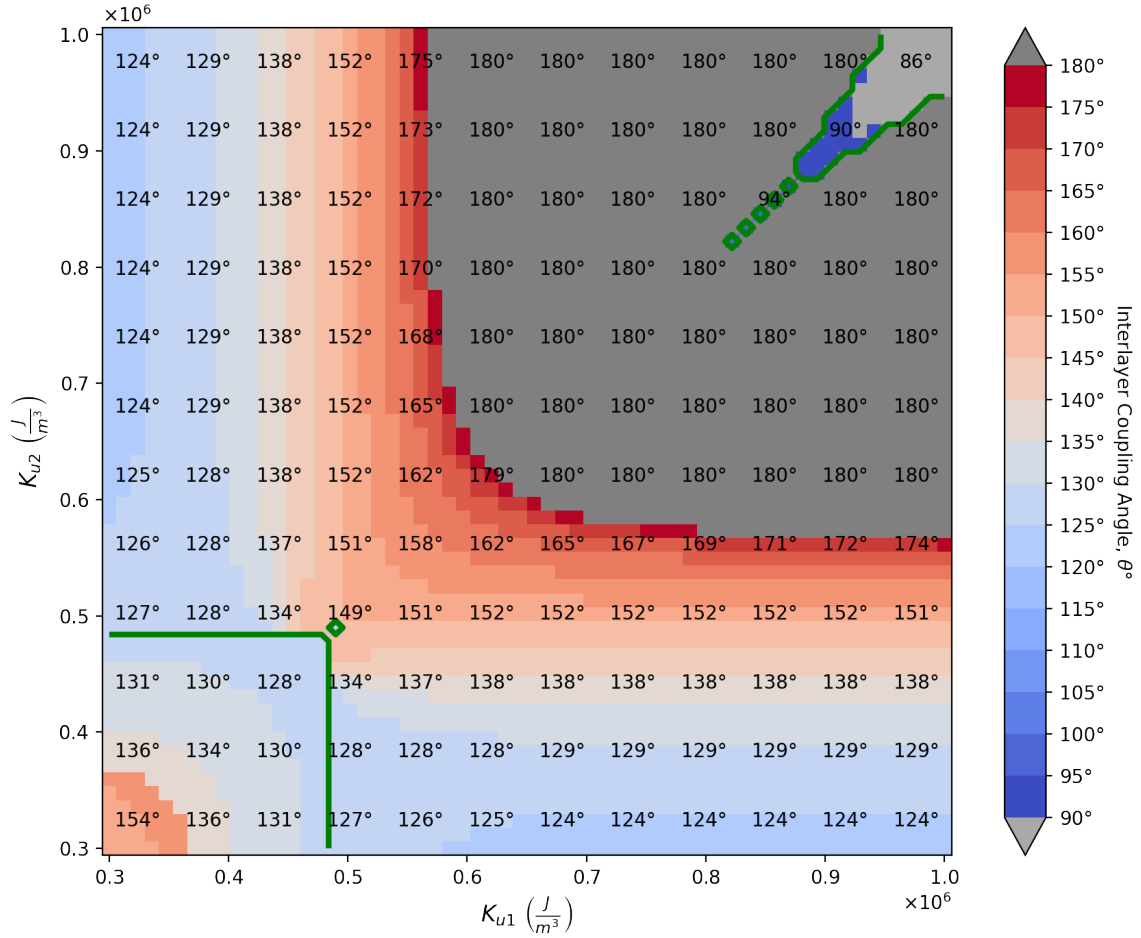 ×10⁶
1.0
124° 129° 138° 152° 175° 180° 180° 180° 180° 180° 180° 86°
124° 129° 138° 152° 173° 180° 180° 180° 180° 180° 90° 180°
0.9
124° 129° 138° 152° 172° 180° 180° 180° 180° 94° 180° 180°
0.8
124° 129° 138° 152° 170° 180° 180° 180° 180° 180° 180° 180°
124° 129° 138° 152° 168° 180° 180° 180° 180° 180° 180° 180°
0.7
124° 129° 138° 152° 165° 180° 180° 180° 180° 180° 180° 180°
125° 128° 138° 152° 162° 179° 180° 180° 180° 180° 180° 180°
0.6
126° 128° 137° 151° 158° 162° 165° 167° 169° 171° 172° 174°
0.5
127° 128° 134° 149° 151° 152° 152° 152° 152° 152° 152° 151°
131° 130° 128° 134° 137° 138° 138° 138° 138° 138° 138° 138°
0.4
136° 134° 130° 128° 128° 128° 129° 129° 129° 129° 129° 129°
154° 136° 131° 127° 126° 125° 124° 124° 124° 124° 124° 124°
0.3
0.3 0.4 0.5 0.6 0.7 0.8 0.9 1.0
×10⁶
K_{u1} (J/m³)
K_{u2} (J/m³)
180°
175°
170°
165°
160°
155°
150°
145°
140°
135°
130°
125°
120°
115°
110°
105°
100°
95°
90°
Interlayer Coupling Angle, θ°